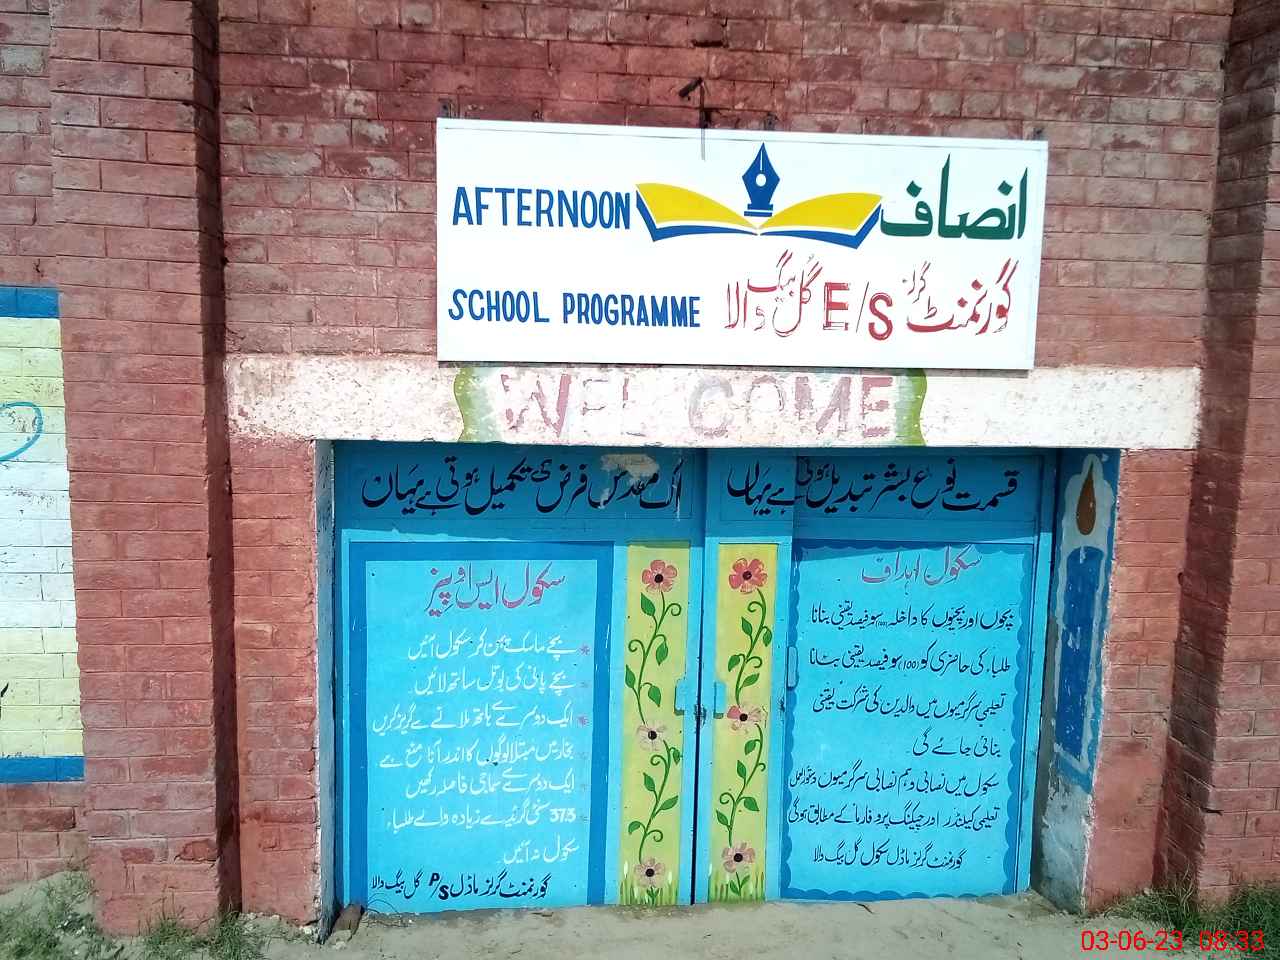 AFTERNOON انصاف
SCHOOL PROGRAMME
گورنمنٹ گرلز E/S گل بیگ والا
WELCOME
قسمت نوع بشر تبدیل ہوتی ہے یہاں
اک مقدس فرض کی تکمیل ہوتی ہے یہاں
سکول اہداف
بچوں اور بچیوں کا داخلہ (100) سو فیصد یقینی بنانا۔
طلباء کی حاضری کو (100) سو فیصد یقینی بنانا
تعلیمی سرگرمیوں میں والدین کی شرکت یقینی
بنائی جائے گی۔
سکول میں نصابی و ہم نصابی سرگرمیوں دستور العمل
تعلیمی کیلنڈر اور چیکنگ پروفارما کے مطابق ہوگی
گورنمنٹ گرلز ماڈل سکول گل بیگ والا
سکول ایس او پیز
* بچے ماسک پہن کر سکول آئیں
* بچے پانی کی بوتل ساتھ لائیں۔
* ایک دوسرے سے ہاتھ ملانے سے گریز کریں
* بخار میں مبتلا لوگوں کا اندر آنا منع ہے
* ایک دوسرے سے سماجی فاصلہ رکھیں
* 37.5 سنٹی گریڈ سے زیادہ والے طلباء
سکول نہ آئیں۔
گورنمنٹ گرلز ماڈل P/S گل بیگ والا
03-06-23 08:33